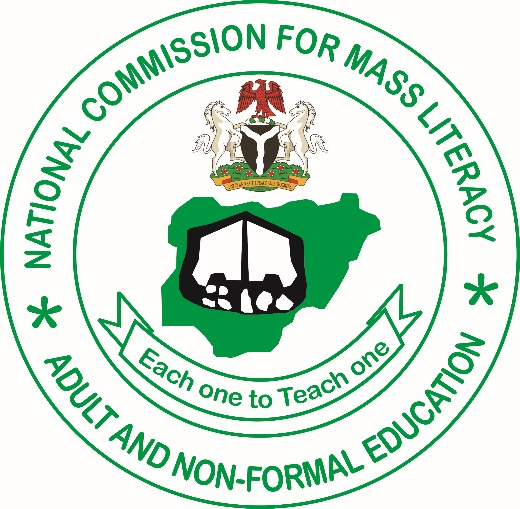 NATIONAL COMMISSION FOR MASS LITERACY
Each one to Teach one
ADULT AND NON-FORMAL EDUCATION